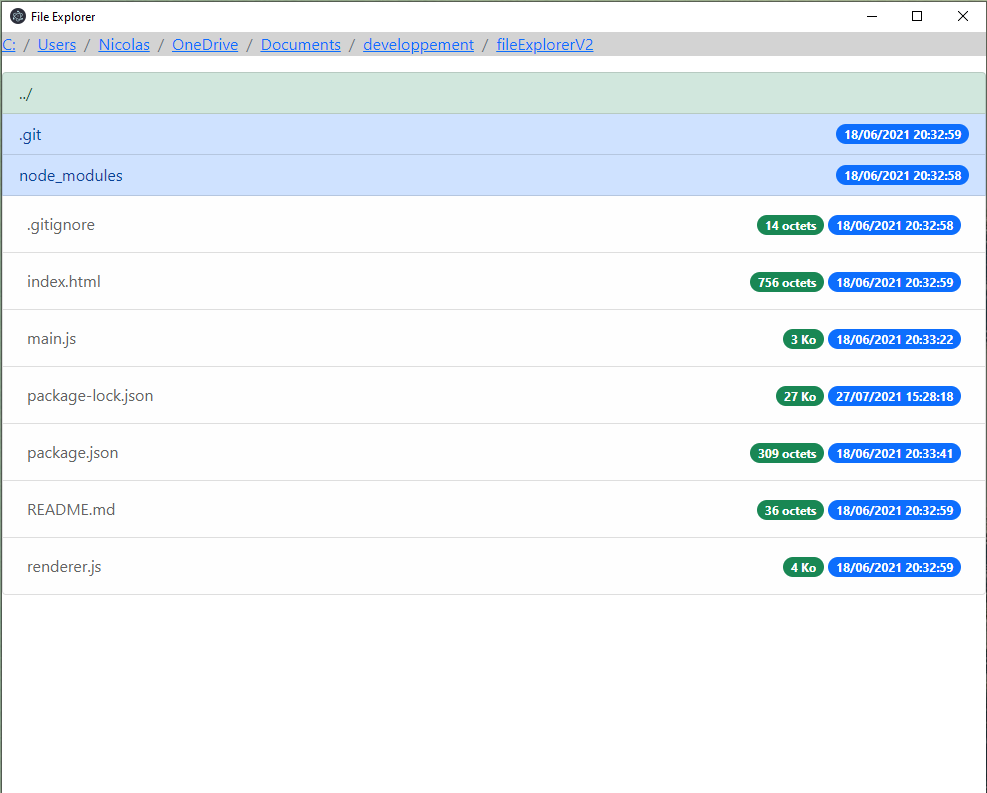 File Explorer
C: / Users / Nicolas / OneDrive / Documents / developpement / fileExplorerV2
../
.git 18/06/2021 20:32:59
node_modules 18/06/2021 20:32:58
.gitignore 14 octets 18/06/2021 20:32:58
index.html 756 octets 18/06/2021 20:32:59
main.js 3 Ko 18/06/2021 20:33:22
package-lock.json 27 Ko 27/07/2021 15:28:18
package.json 309 octets 18/06/2021 20:33:41
README.md 36 octets 18/06/2021 20:32:59
renderer.js 4 Ko 18/06/2021 20:32:59